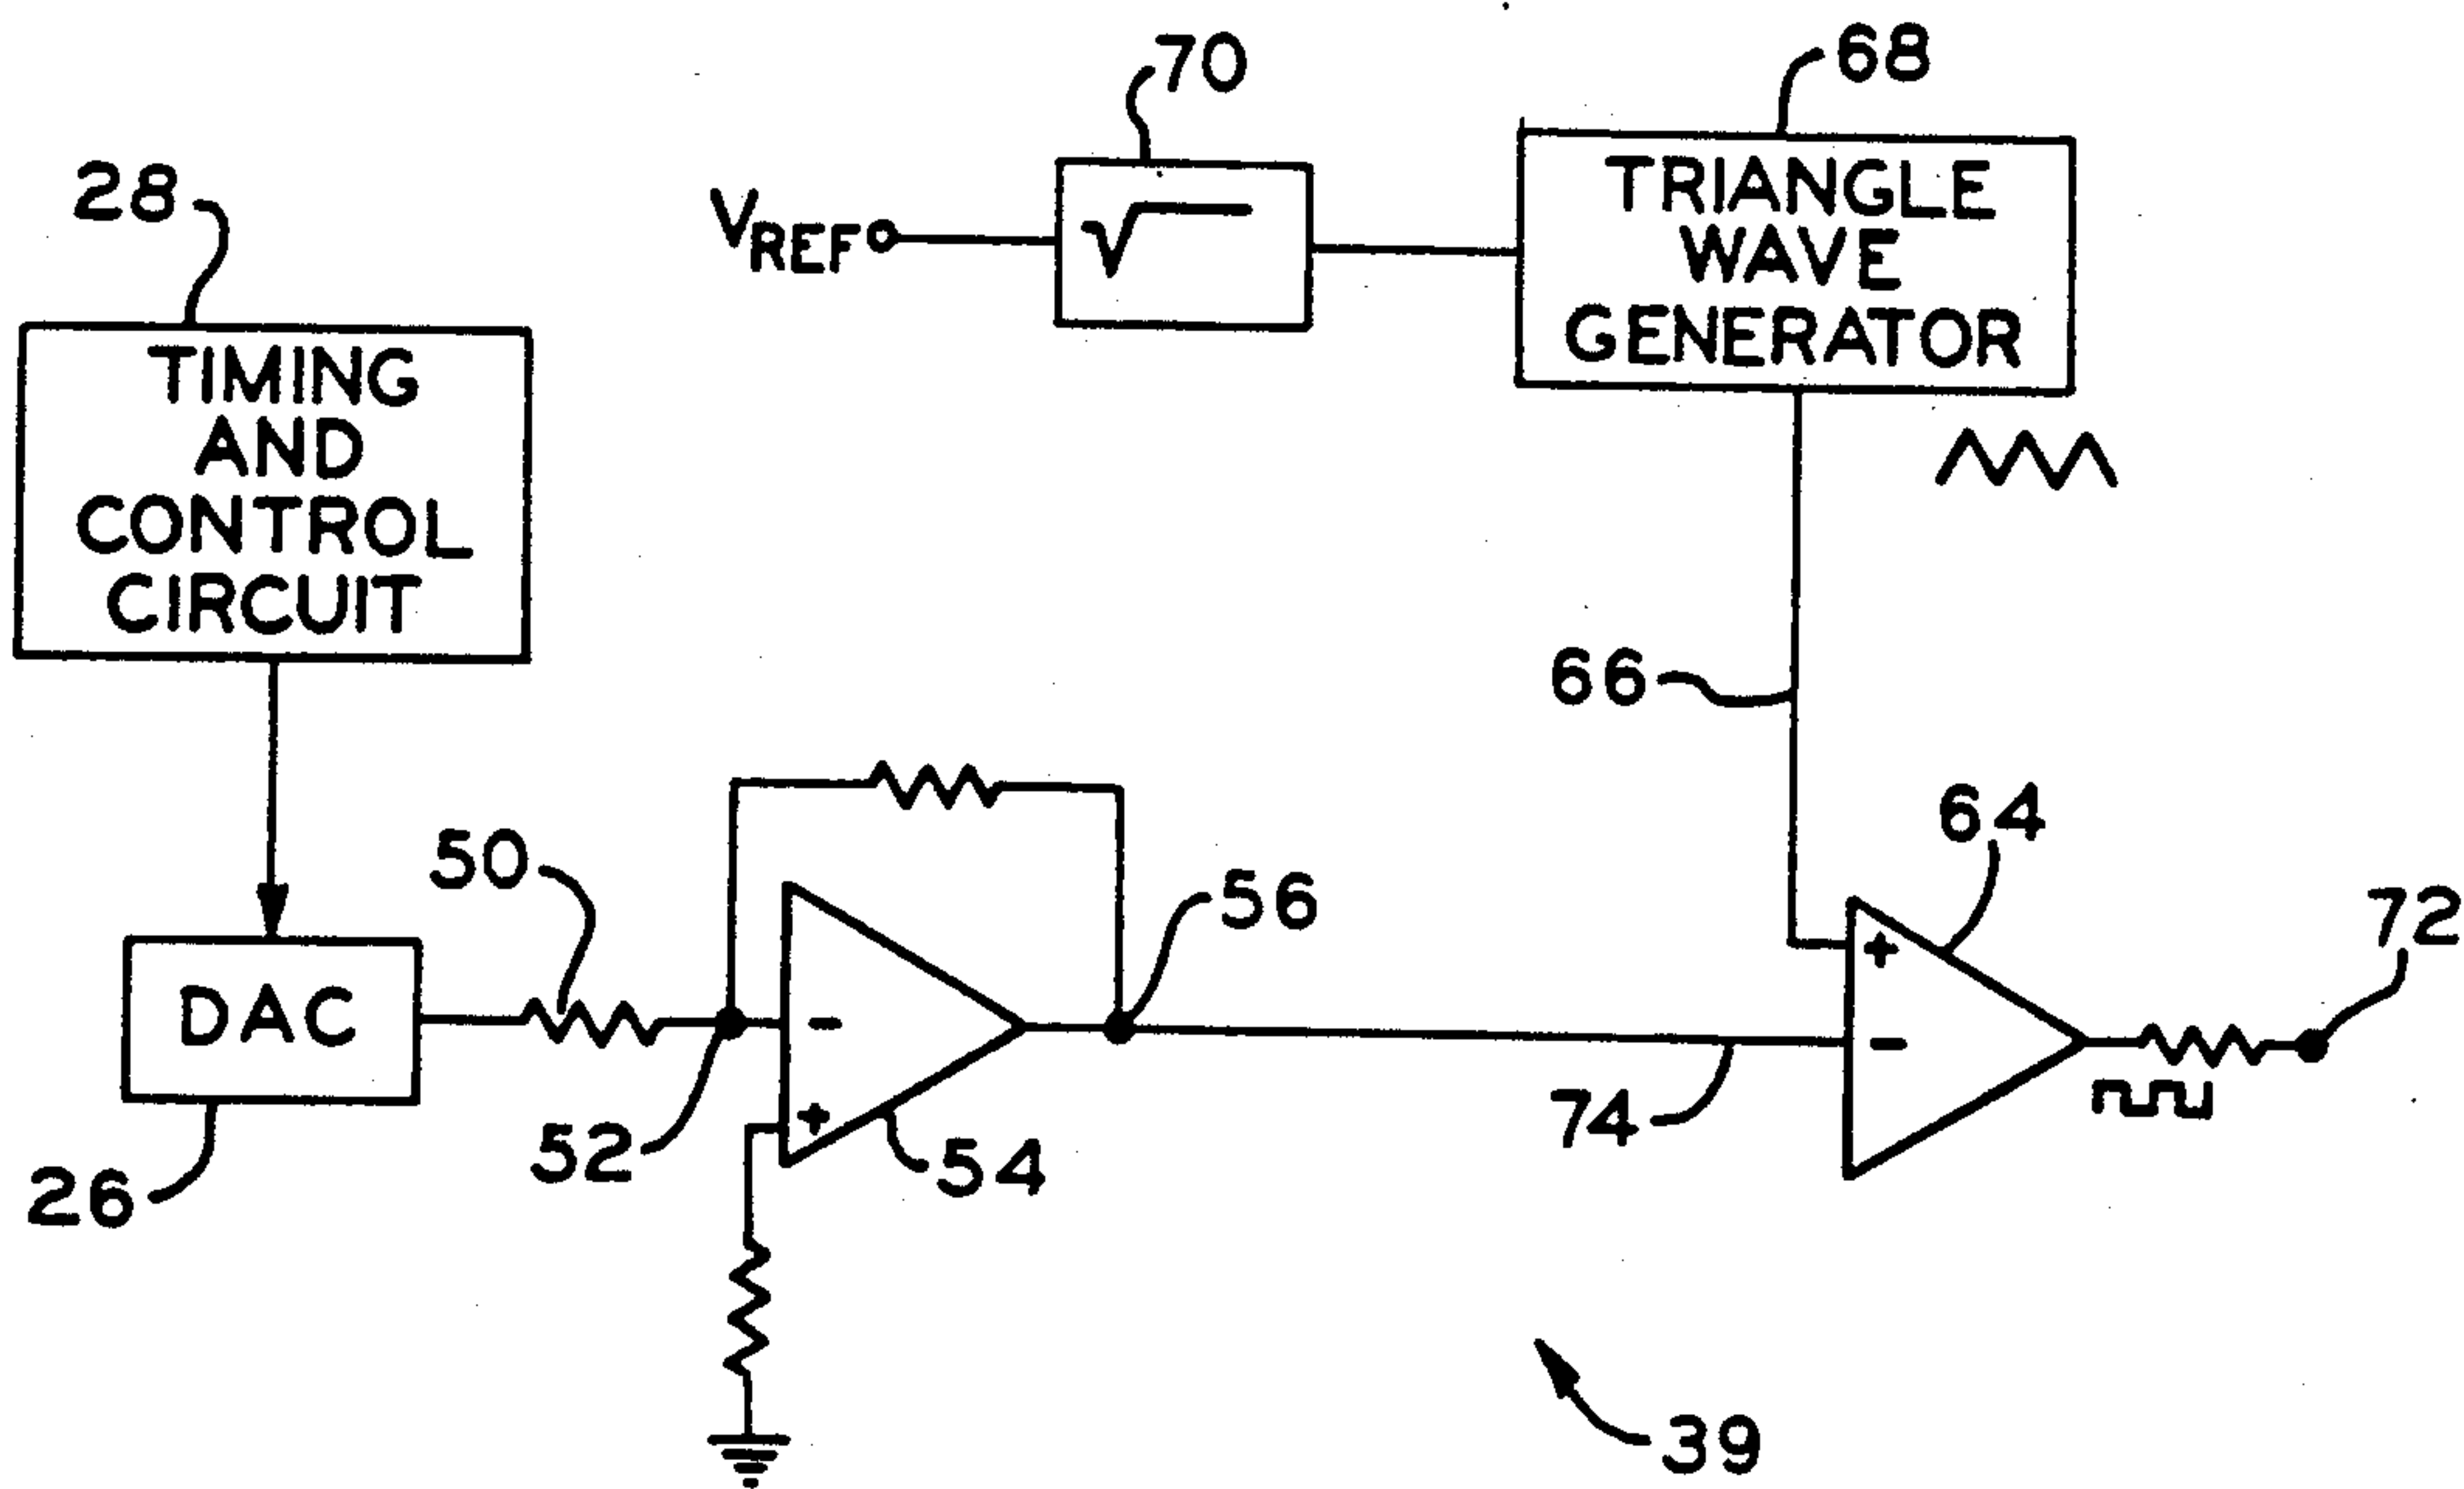 70
68
28
VREF
√
TRIANGLE
WAVE
GENERATOR
TIMING
AND
CONTROL
CIRCUIT
66
64
50
56
72
+
DAC
-
-
74
+
52
54
26
39